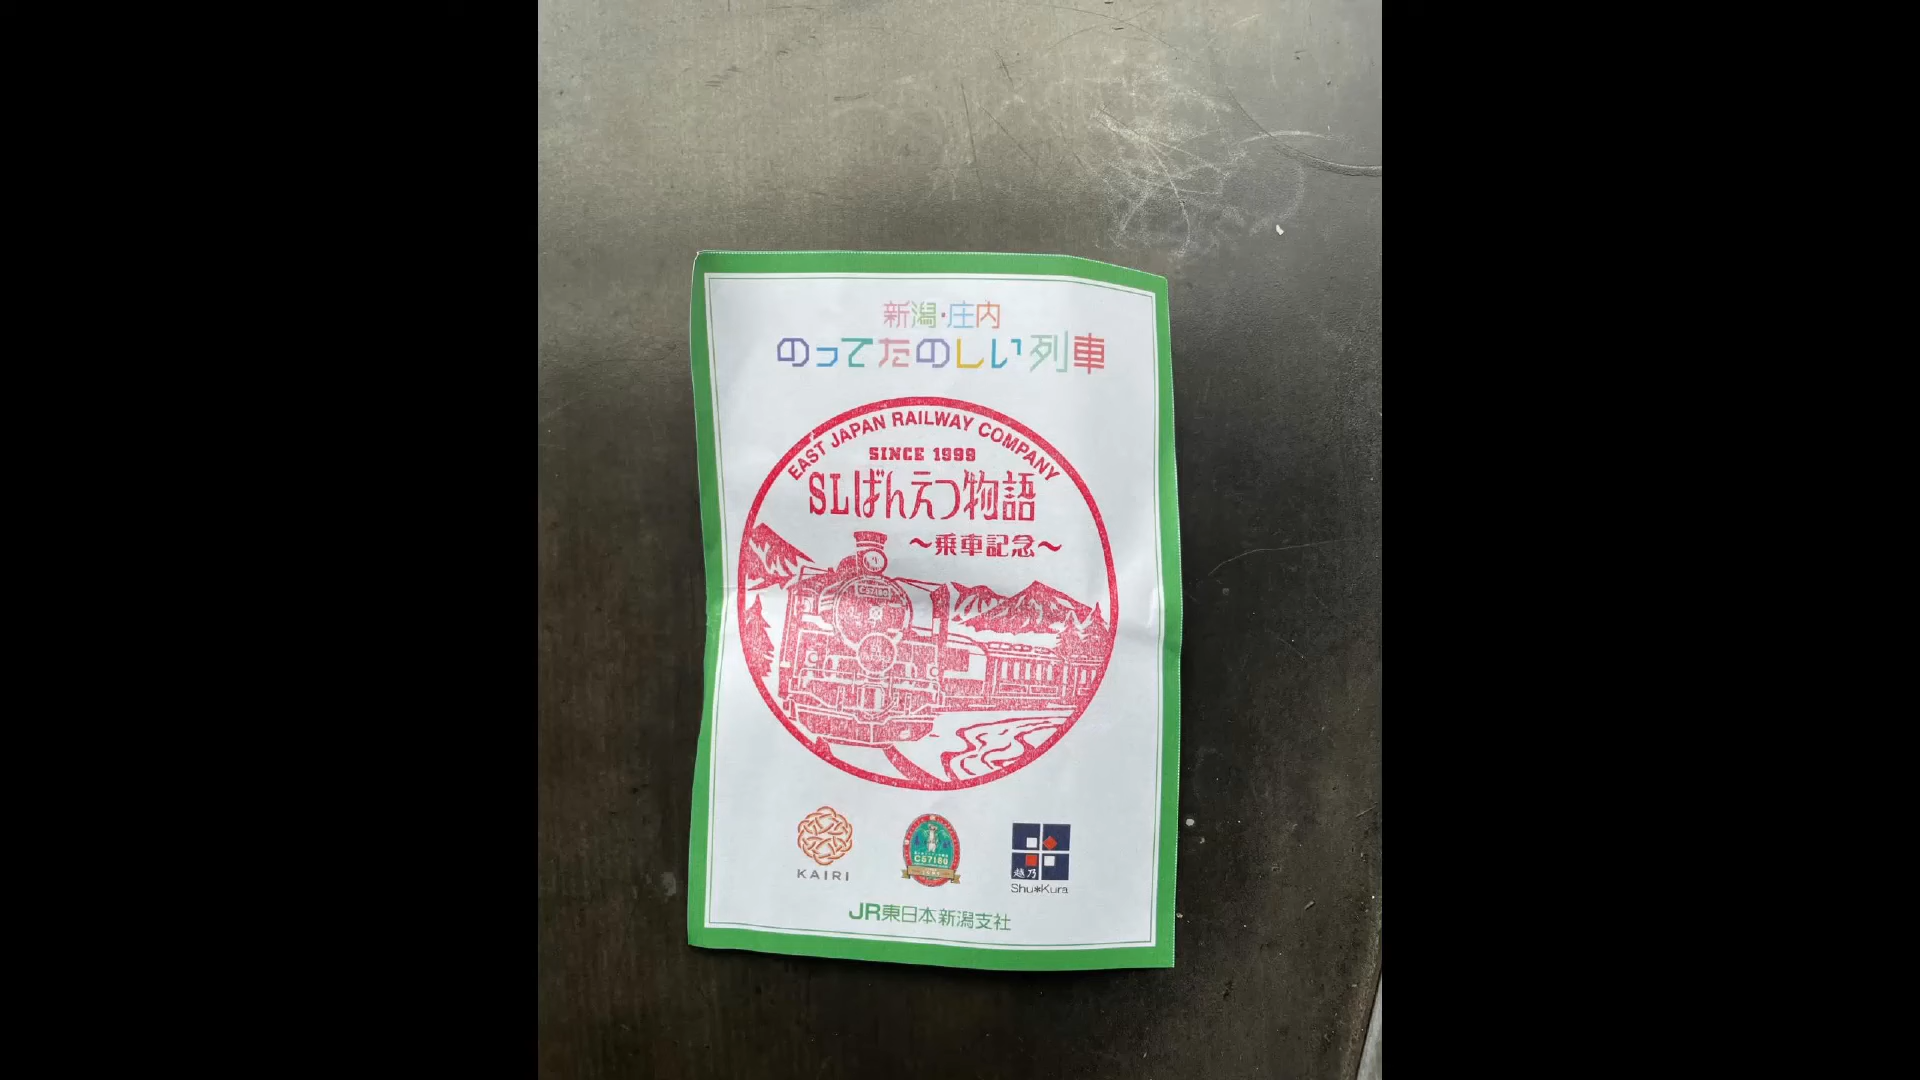 新潟・庄内
のってたのしい列車
EAST JAPAN RAILWAY COMPANY
SINCE 1999
SLばんえつ物語
～乗車記念～
C57180
KAIRI
C57180
越乃
Shu*Kura
JR東日本新潟支社